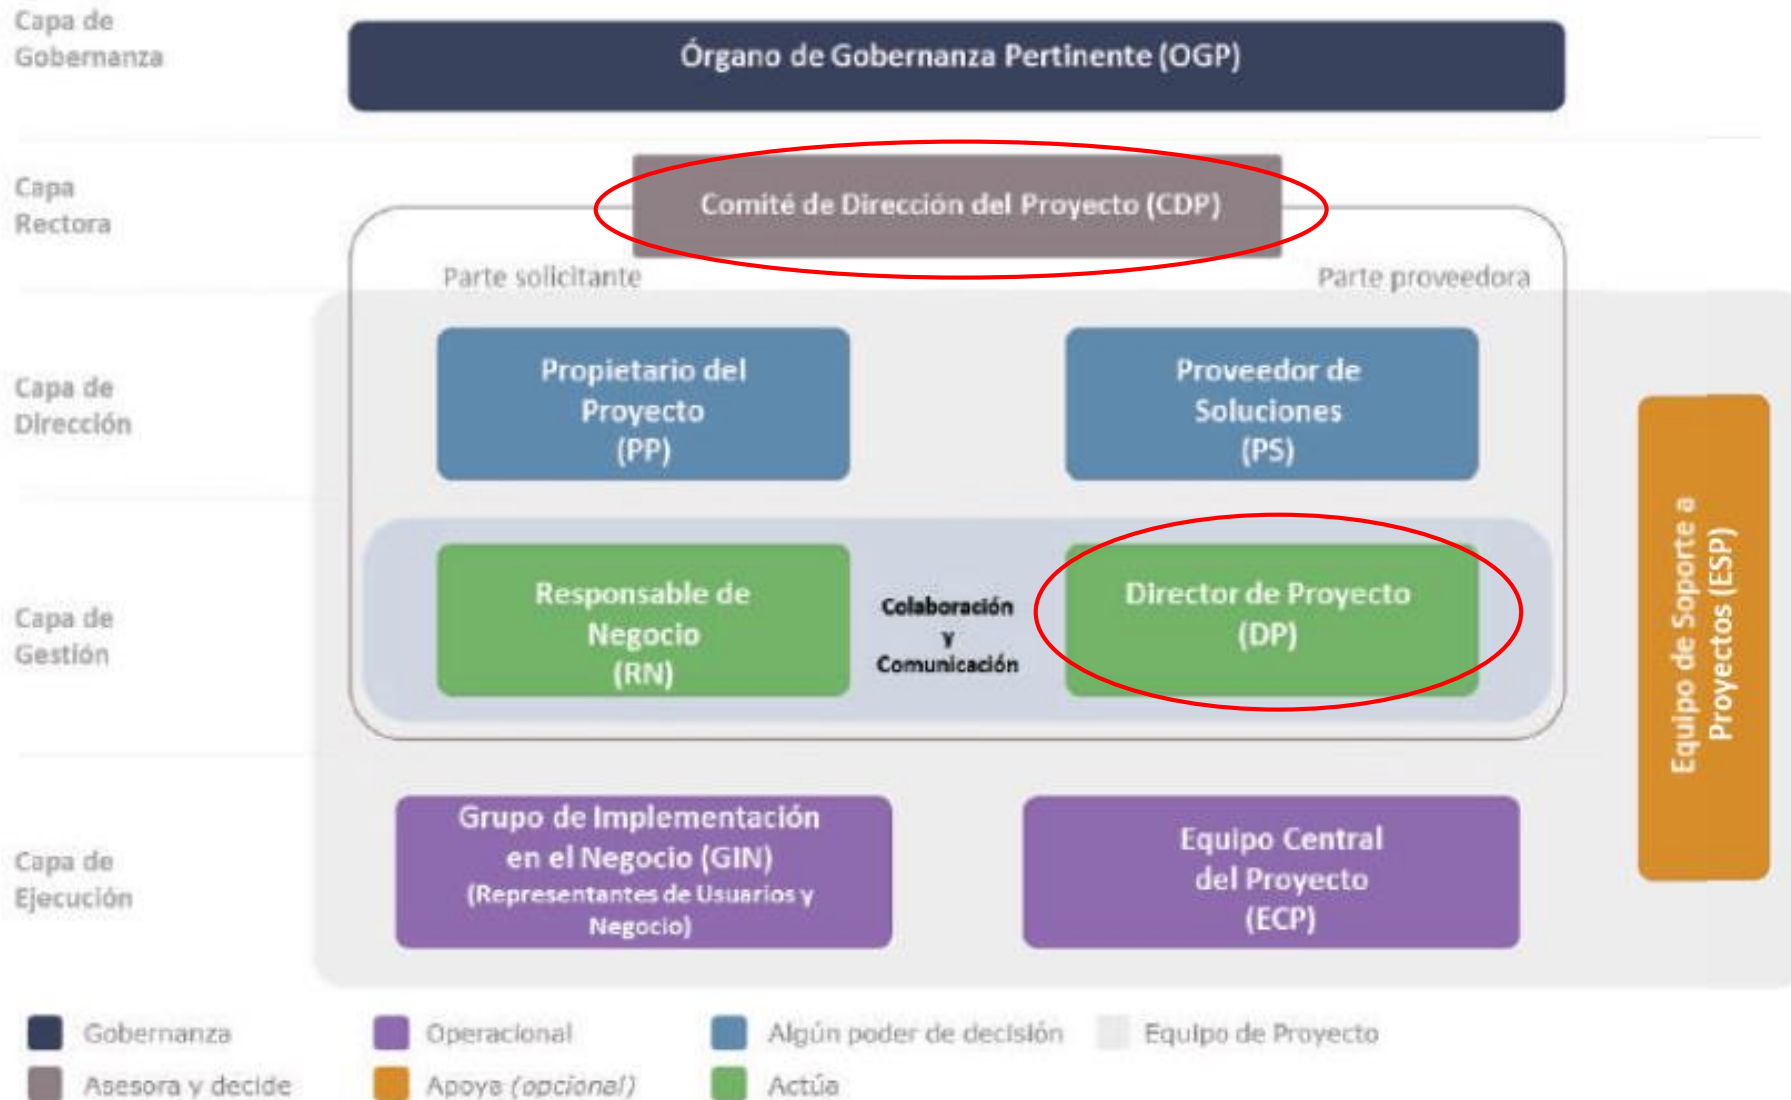 Capa de
Gobernanza
Órgano de Gobernanza Pertinente (OGP)
Capa
Rectora
Comité de Dirección del Proyecto (CDP)
Parte solicitante
Parte proveedora
Capa de
Dirección
Propietario del
Proyecto
(PP)
Proveedor de
Soluciones
(PS)
Capa de
Gestión
Responsable de
Negocio
(RN)
Colaboración
y
Comunicación
Director de Proyecto
(DP)
Equipo de Soporte a
Proyectos (ESP)
Capa de
Ejecución
Grupo de Implementación
en el Negocio (GIN)
(Representantes de Usuarios y
Negocio)
Equipo Central
del Proyecto
(ECP)
Gobernanza
Operacional
Algún poder de decisión
Equipo de Proyecto
Asesora y decide
Apoya (opcional)
Actúa